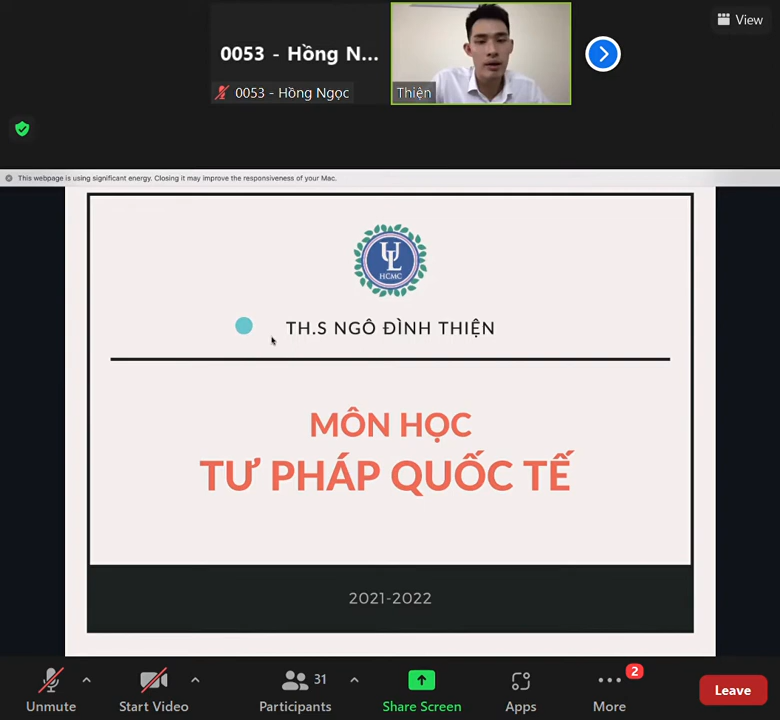 View
0053 - Hồng N...
0053 - Hồng Ngọc
Thiện
This webpage is using significant energy. Closing it may improve the responsiveness of your Mac.
UL
HCMC
TH.S NGÔ ĐÌNH THIỆN
MÔN HỌC
TƯ PHÁP QUỐC TẾ
2021-2022
31
2
Unmute
Start Video
Participants
Share Screen
Apps
More
Leave